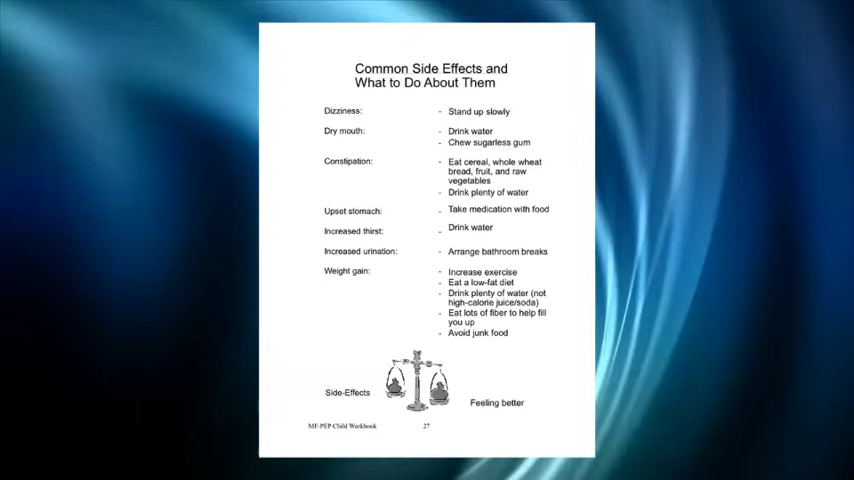 Common Side Effects and
What to Do About Them
Dizziness:
- Stand up slowly
Dry mouth:
- Drink water
- Chew sugarless gum
Constipation:
- Eat cereal, whole wheat
bread, fruit, and raw
vegetables
- Drink plenty of water
Upset stomach:
- Take medication with food
Increased thirst:
- Drink water
Increased urination:
- Arrange bathroom breaks
Weight gain:
- Increase exercise
- Eat a low-fat diet
- Drink plenty of water (not
high-calorie juice/soda)
- Eat lots of fiber to help fill
you up
- Avoid junk food
Side-Effects
Feeling better
MF-PEP Child Workbook 27